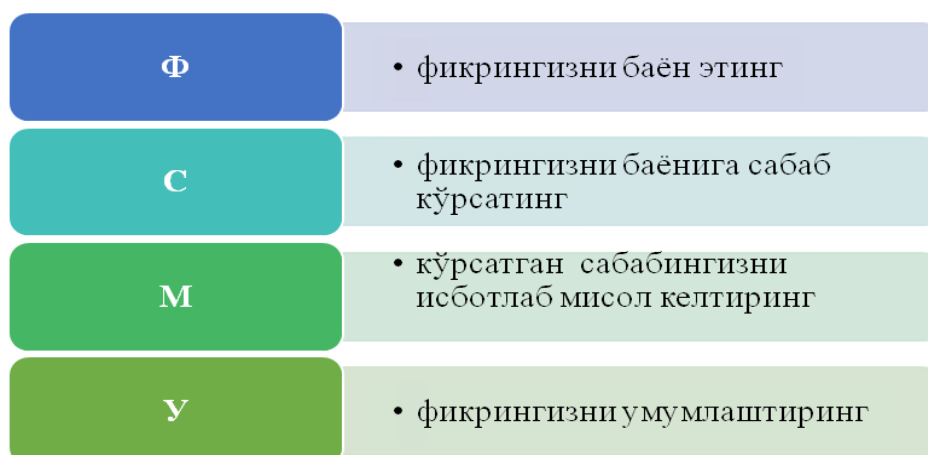 Ф
• фикрингизни баён этинг
С
• фикрингизни баёнига сабаб
кўрсатинг
М
• кўрсатган сабабингизни
исботлаб мисол келтиринг
У
• фикрингизни умумлаштиринг